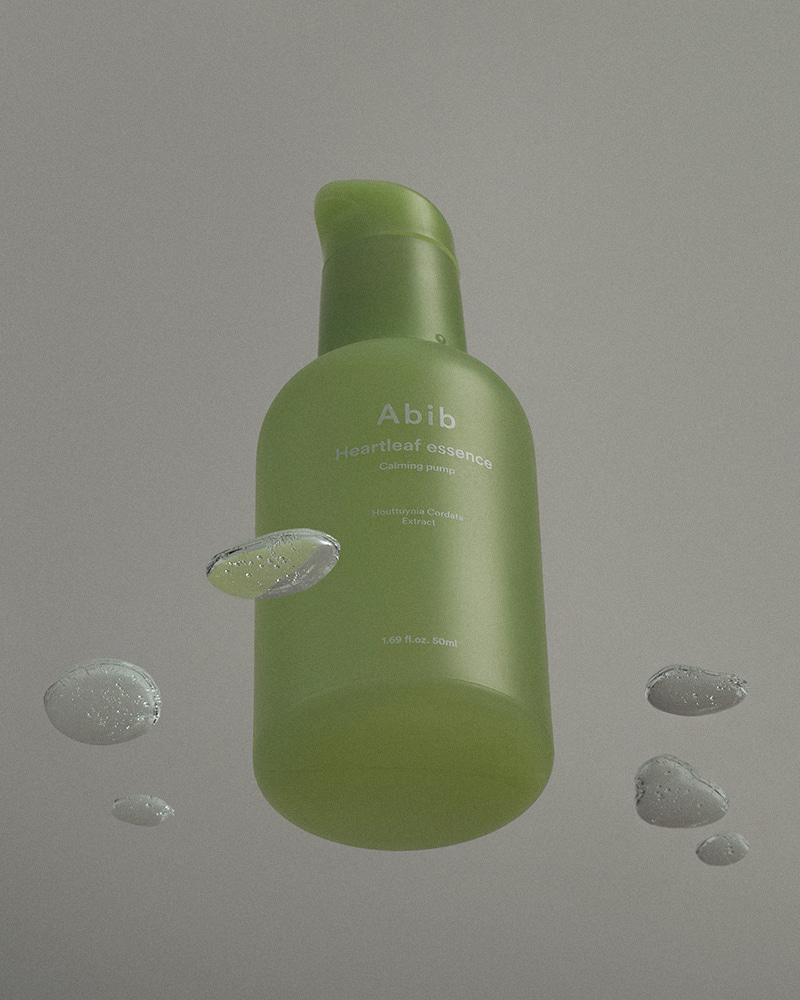 Abib
Heartleaf essence
Calming pump
Houttuynia Cordata
Extract
1.69 fl.oz. 50ml